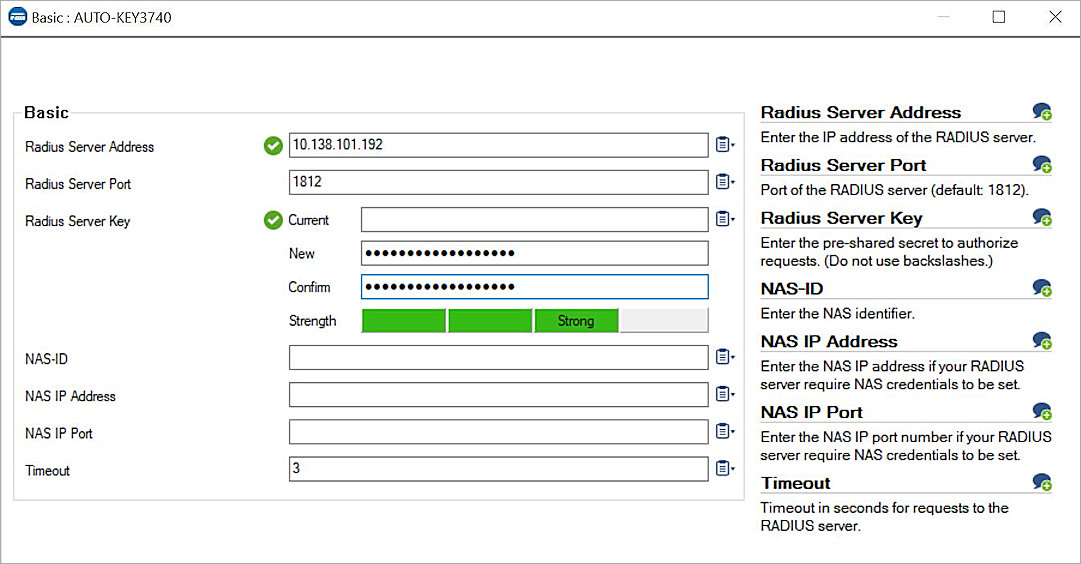 Basic : AUTO-KEY3740
Basic
Radius Server Address
10.138.101.192
Radius Server Port
1812
Radius Server Key
Current
New
●●●●●●●●●●●●●●●●●●
Confirm
●●●●●●●●●●●●●●●●●●
Strength
Strong
NAS-ID
NAS IP Address
NAS IP Port
Timeout
3
Radius Server Address
Enter the IP address of the RADIUS server.
Radius Server Port
Port of the RADIUS server (default: 1812).
Radius Server Key
Enter the pre-shared secret to authorize
requests. (Do not use backslashes.)
NAS-ID
Enter the NAS identifier.
NAS IP Address
Enter the NAS IP address if your RADIUS
server require NAS credentials to be set.
NAS IP Port
Enter the NAS IP port number if your RADIUS
server require NAS credentials to be set.
Timeout
Timeout in seconds for requests to the
RADIUS server.